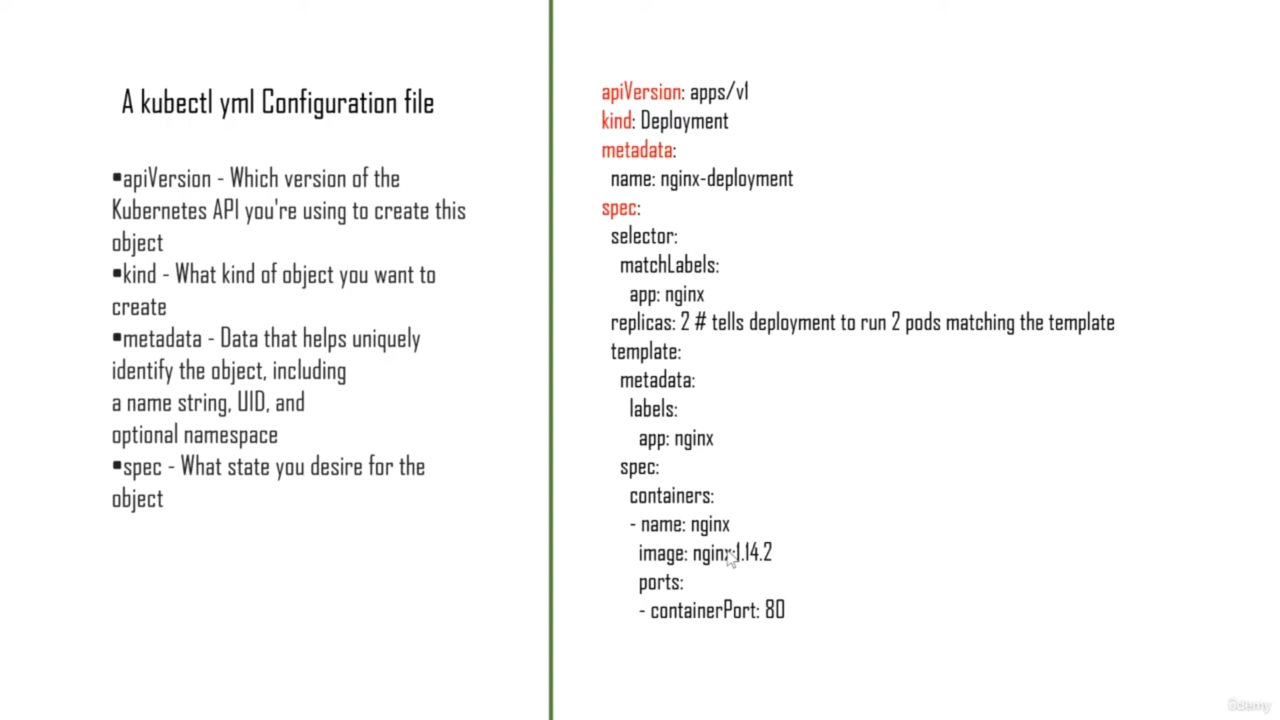 A kubectl yml Configuration file
▪apiVersion - Which version of the
Kubernetes API you're using to create this
object
▪kind - What kind of object you want to
create
▪metadata - Data that helps uniquely
identify the object, including
a name string, UID, and
optional namespace
▪spec - What state you desire for the
object
apiVersion: apps/v1
kind: Deployment
metadata:
  name: nginx-deployment
spec:
  selector:
    matchLabels:
      app: nginx
  replicas: 2 # tells deployment to run 2 pods matching the template
  template:
    metadata:
      labels:
        app: nginx
    spec:
      containers:
      - name: nginx
        image: nginx:1.14.2
        ports:
        - containerPort: 80
Udemy